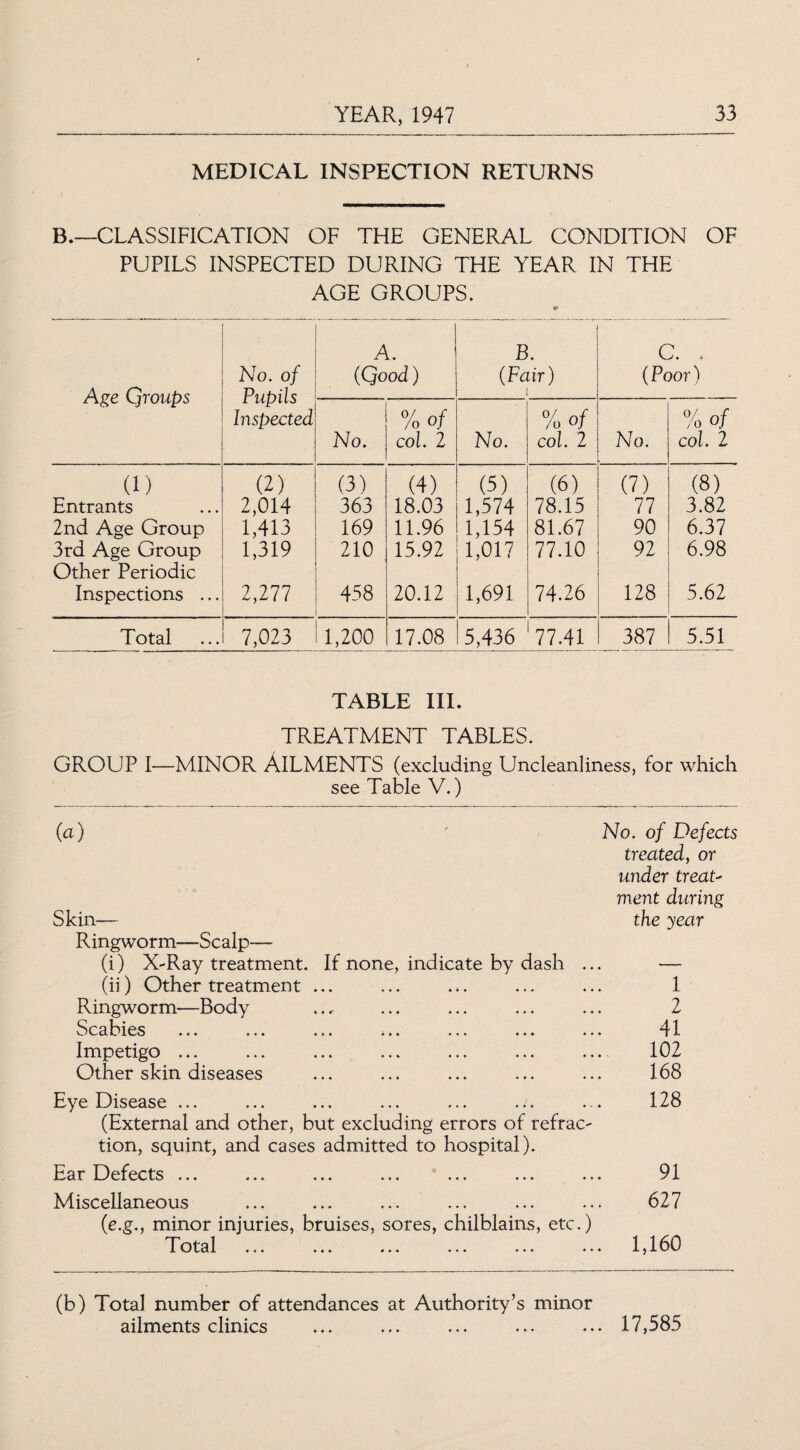 YEAR, 1947 33
MEDICAL INSPECTION RETURNS
B.—CLASSIFICATION OF THE GENERAL CONDITION OF
PUPILS INSPECTED DURING THE YEAR IN THE
AGE GROUPS.
Age Groups | No. of Pupils Inspected | A. (Good) | B. (Fair) | C. . (Poor)
No. | % of col. 2 | No. | % of col. 2 | No. | % of col. 2
(1) (2) (3) (4) (5) (6) (7) (8)
Entrants ... 2,014 363 18.03 1,574 78.15 77 3.82
2nd Age Group 1,413 169 11.96 1,154 81.67 90 6.37
3rd Age Group 1,319 210 15.92 1,017 77.10 92 6.98
Other Periodic
Inspections ... 2,277 458 20.12 1,691 74.26 128 5.62
Total ... 7,023 1,200 17.08 5,436 77.41 387 5.51
TABLE III.
TREATMENT TABLES.
GROUP I—MINOR AILMENTS (excluding Uncleanliness, for which
see Table V.)
(a) No. of Defects
treated, or
under treat-
ment during
Skin— the year
Ringworm—Scalp—
(i) X-Ray treatment. If none, indicate by dash ... —
(ii) Other treatment ... ... ... ... ... 1
Ringworm—Body ... ... ... ... ... 2
Scabies ... ... ... ... ... ... ... 41
Impetigo ... ... ... ... ... ... ... 102
Other skin diseases ... ... ... ... ... 168
Eye Disease ... ... ... ... ... ... ... 128
(External and other, but excluding errors of refrac-
tion, squint, and cases admitted to hospital).
Ear Defects ... ... ... ... ... ... ... 91
Miscellaneous ... ... ... ... ... ... 627
(e.g., minor injuries, bruises, sores, chilblains, etc.)
Total ... ... ... ... ... ... 1,160
(b) Total number of attendances at Authority's minor
ailments clinics ... ... ... ... ... 17,585